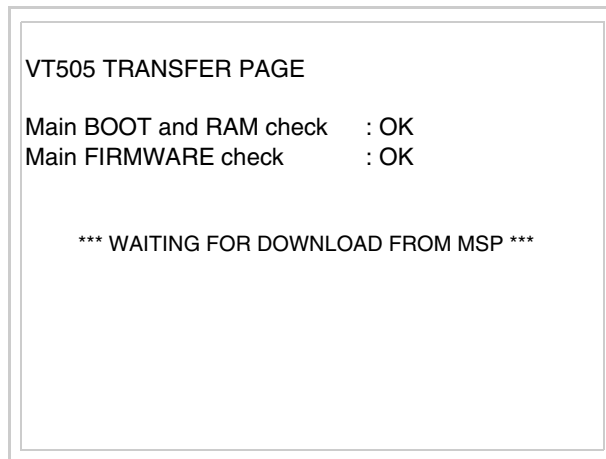 VT505 TRANSFER PAGE
Main BOOT and RAM check : OK
Main FIRMWARE check : OK
*** WAITING FOR DOWNLOAD FROM MSP ***